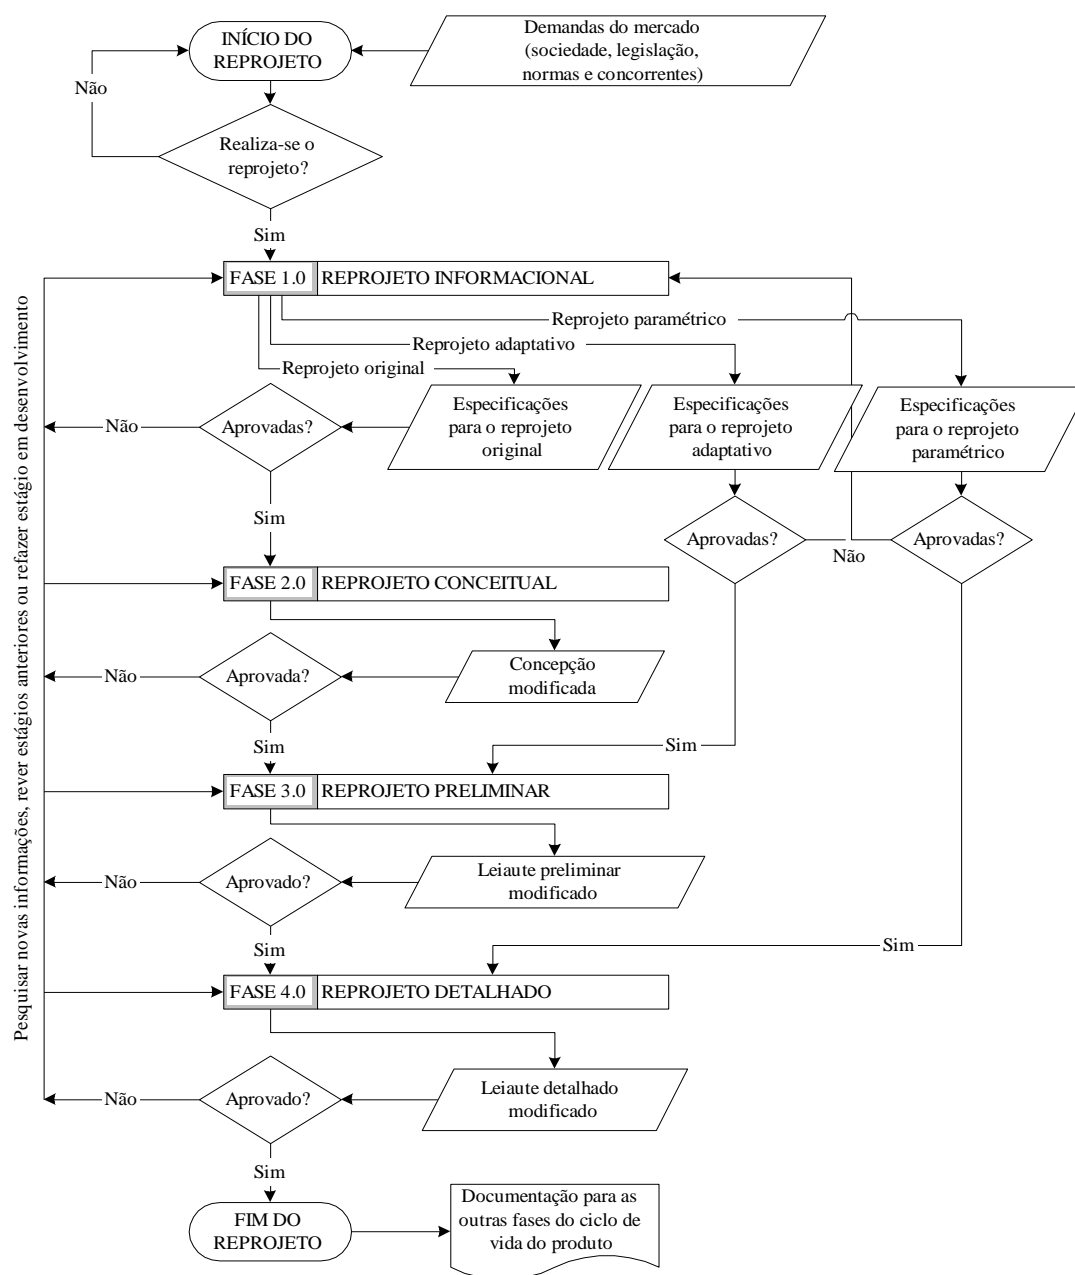 INÍCIO DO
REPROJETO
Demandas do mercado
(sociedade, legislação,
normas e concorrentes)
Não
Realiza-se o
reprojeto?
Sim
FASE 1.0 REPROJETO INFORMACIONAL
Reprojeto paramétrico
Reprojeto adaptativo
Reprojeto original
Aprovadas?
Não
Especificações
para o reprojeto
original
Especificações
para o reprojeto
adaptativo
Especificações
para o reprojeto
paramétrico
Sim
Aprovadas?
Não
Aprovadas?
FASE 2.0 REPROJETO CONCEITUAL
Não
Aprovada?
Concepção
modificada
Sim
Sim
FASE 3.0 REPROJETO PRELIMINAR
Não
Aprovado?
Leiaute preliminar
modificado
Sim
Sim
FASE 4.0 REPROJETO DETALHADO
Não
Aprovado?
Leiaute detalhado
modificado
Sim
FIM DO
REPROJETO
Documentação para as
outras fases do ciclo de
vida do produto
Pesquisar novas informações, rever estágios anteriores ou refazer estágio em desenvolvimento